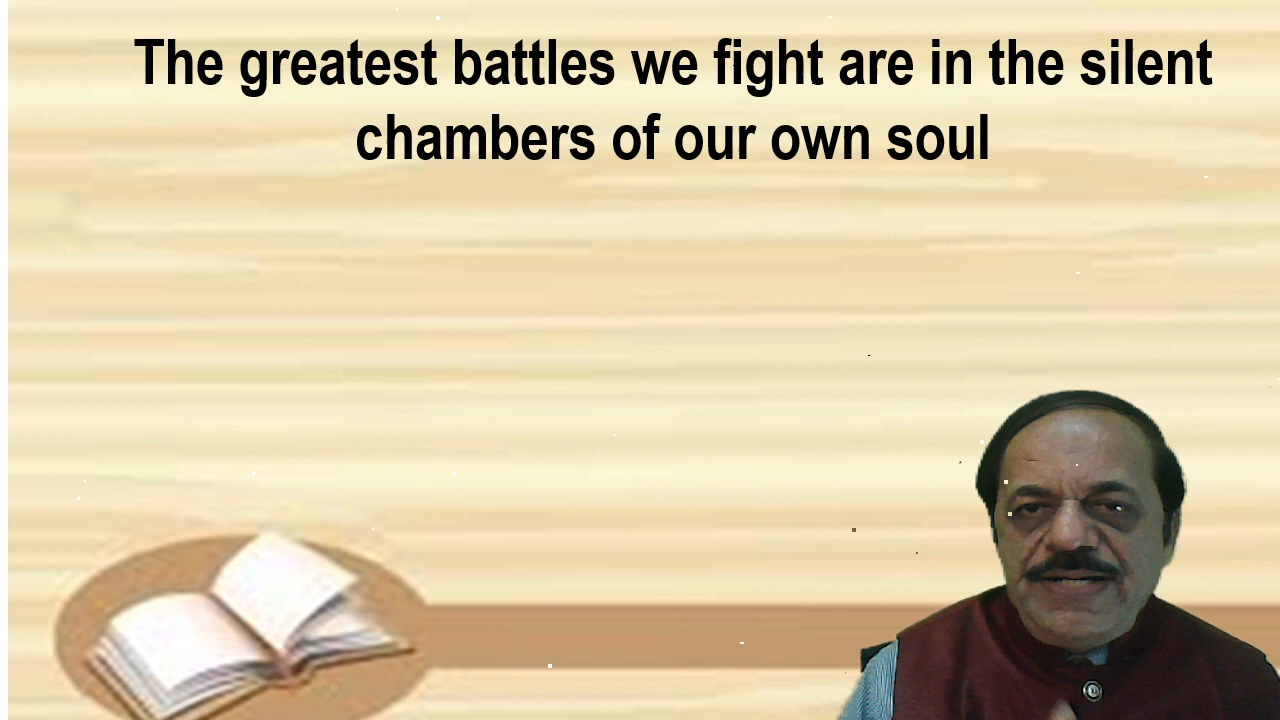 The greatest battles we fight are in the silent
chambers of our own soul